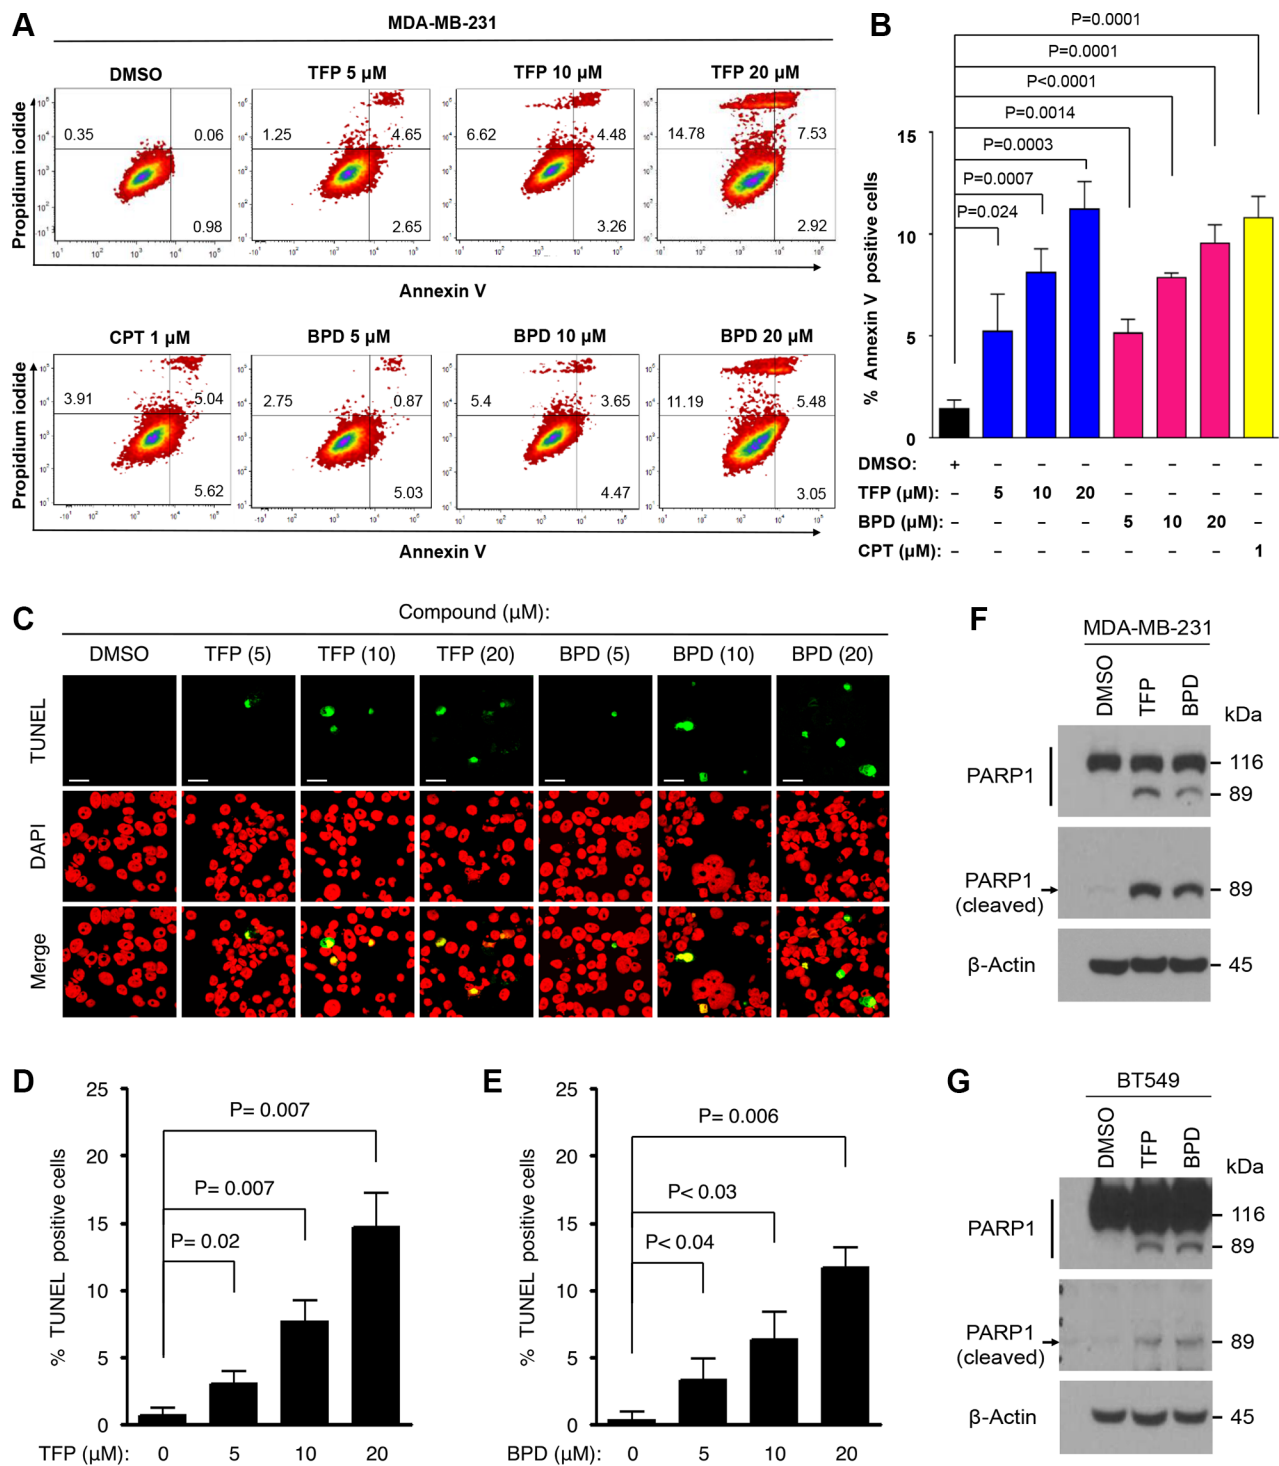 A
MDA-MB-231
DMSO
TFP 5 µM
TFP 10 µM
TFP 20 µM
Propidium iodide
0.35
0.06
0.98
1.25
4.65
2.65
6.62
4.48
3.26
14.78
7.53
2.92
Annexin V
CPT 1 µM
BPD 5 µM
BPD 10 µM
BPD 20 µM
Propidium iodide
3.91
5.04
5.62
2.75
0.87
5.03
5.4
3.65
4.47
11.19
5.48
3.05
Annexin V
B
P=0.0001
P=0.0001
P<0.0001
P=0.0014
P=0.0003
P=0.0007
P=0.024
% Annexin V positive cells
15
10
5
0
DMSO: + – – – – – – –
TFP (µM): – 5 10 20 – – – –
BPD (µM): – – – – 5 10 20 –
CPT (µM): – – – – – – – 1
C
Compound (µM):
DMSO TFP (5) TFP (10) TFP (20) BPD (5) BPD (10) BPD (20)
TUNEL
DAPI
Merge
D
% TUNEL positive cells
25
20
15
10
5
0
P= 0.007
P= 0.007
P= 0.02
TFP (µM): 0 5 10 20
E
% TUNEL positive cells
25
20
15
10
5
0
P= 0.006
P< 0.03
P< 0.04
BPD (µM): 0 5 10 20
F
MDA-MB-231
DMSO
TFP
BPD
kDa
PARP1
116
89
PARP1
(cleaved)
89
β-Actin
45
G
BT549
DMSO
TFP
BPD
kDa
PARP1
116
89
PARP1
(cleaved)
89
β-Actin
45